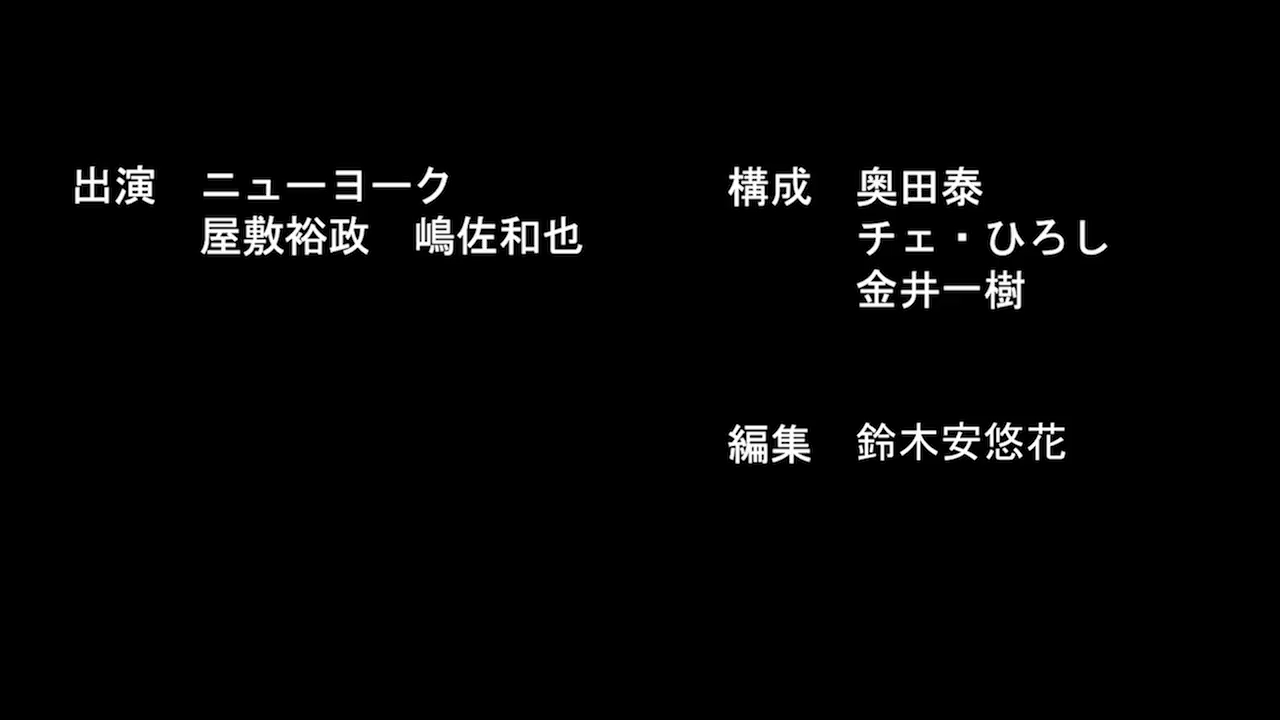 出演　ニューヨーク
屋敷裕政　嶋佐和也
構成　奥田泰
チェ・ひろし
金井一樹
編集　鈴木安悠花